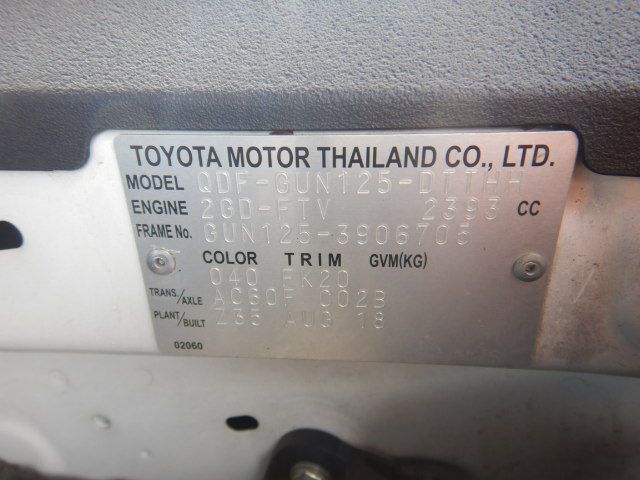 TOYOTA MOTOR THAILAND CO., LTD.
MODEL QDF-GUN125-DTTHH
ENGINE 2GD-FTV 2393 CC
FRAME No. GUN125-3906705
COLOR TRIM GVM(KG)
040 EK20
TRANS/AXLE AC60F 002B
PLANT/BUILT Z35 AUG 18
02060